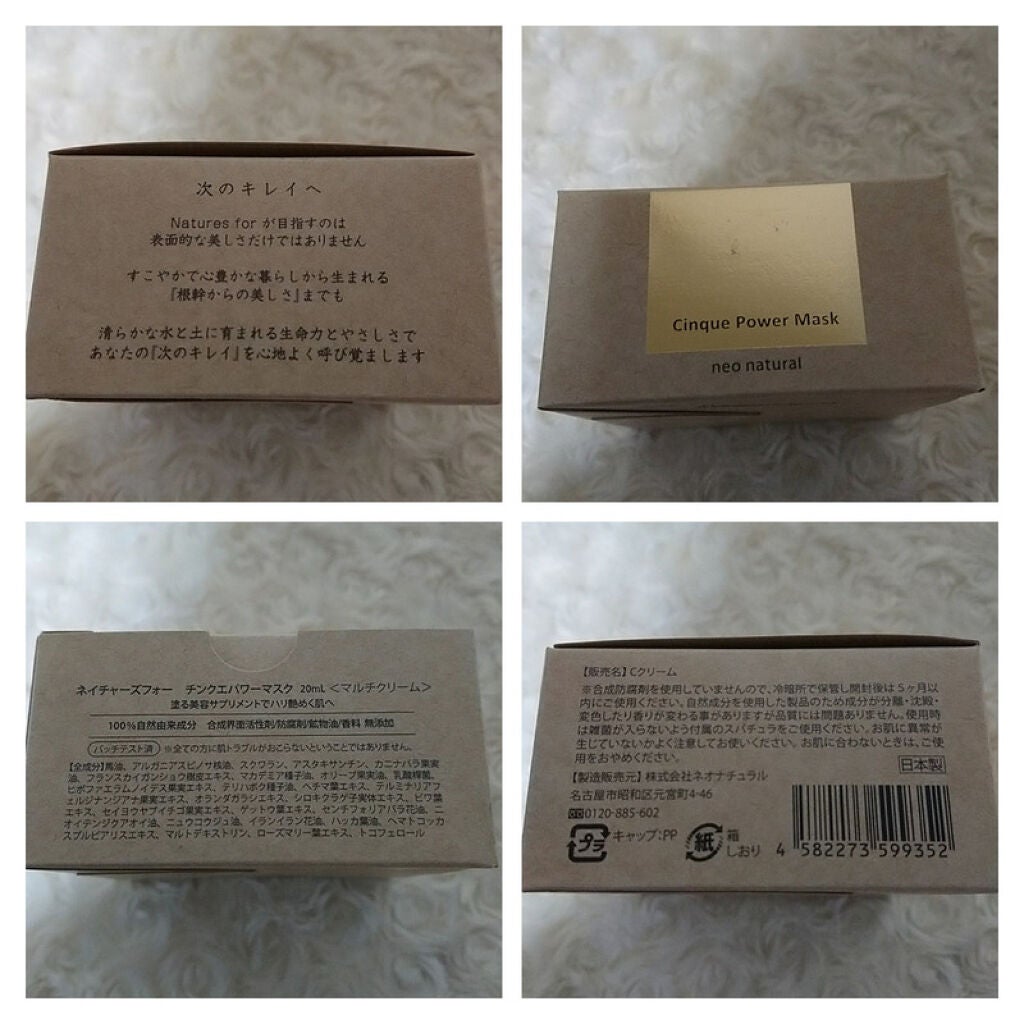 次のキレイへ
Natures for が目指すのは
表面的な美しさだけではありません
すこやかで心豊かな暮らしから生まれる
『根幹からの美しさ』までも
清らかな水と土に育まれる生命力とやさしさで
あなたの『次のキレイ』を心地よく呼び覚まします
Cinque Power Mask
neo natural
ネイチャーズフォー チンクエパワーマスク 20mL <マルチクリーム>
塗る美容サプリメントでハリ艶めく肌へ
100%自然由来成分 合成界面活性剤/防腐剤/鉱物油/香料 無添加
パッチテスト済 ※全ての方に肌トラブルがおこらないということではありません。
【全成分】馬油、アルガニアスピノサ核油、スクワラン、アスタキサンチン、カニナバラ果実
油、フランスカイガンショウ樹皮エキス、マカデミア種子油、オリーブ果実油、乳酸桿菌、
ヒポファエラムノイデス果実エキス、テリハボク種子油、ヘチマ葉エキス、テルミナリアフ
ェルジナンジアナ果実エキス、オランダガラシエキス、シロキクラゲ子実体エキス、ビワ葉
エキス、セイヨウヤブイチゴ果実エキス、ゲットウ葉エキス、センチフォリアバラ花油、ニ
オイテンジクアオイ油、ニュウコウジュ油、イランイラン花油、ハッカ葉油、ヘマトコッカ
スプルビアリスエキス、マルトデキストリン、ローズマリー葉エキス、トコフェロール
【販売名】Cクリーム
※合成防腐剤を使用していませんので、冷暗所で保管し開封後は5ヶ月以
内にご使用ください。自然成分を使用した製品のため成分が分離・沈殿・
変色したり香りが変わる事がありますが品質には問題ありません。使用時
は雑菌が入らないよう付属のスパチュラをご使用ください。お肌に異常が
生じていないかよく注意してお使いください。お肌に合わないときは、ご使
用をおやめください。
日本製
【製造販売元】株式会社ネオナチュラル
名古屋市昭和区元宮町4-46
0120-885-602
プラ キャップ:PP 紙 箱
しおり
4 582273 599352